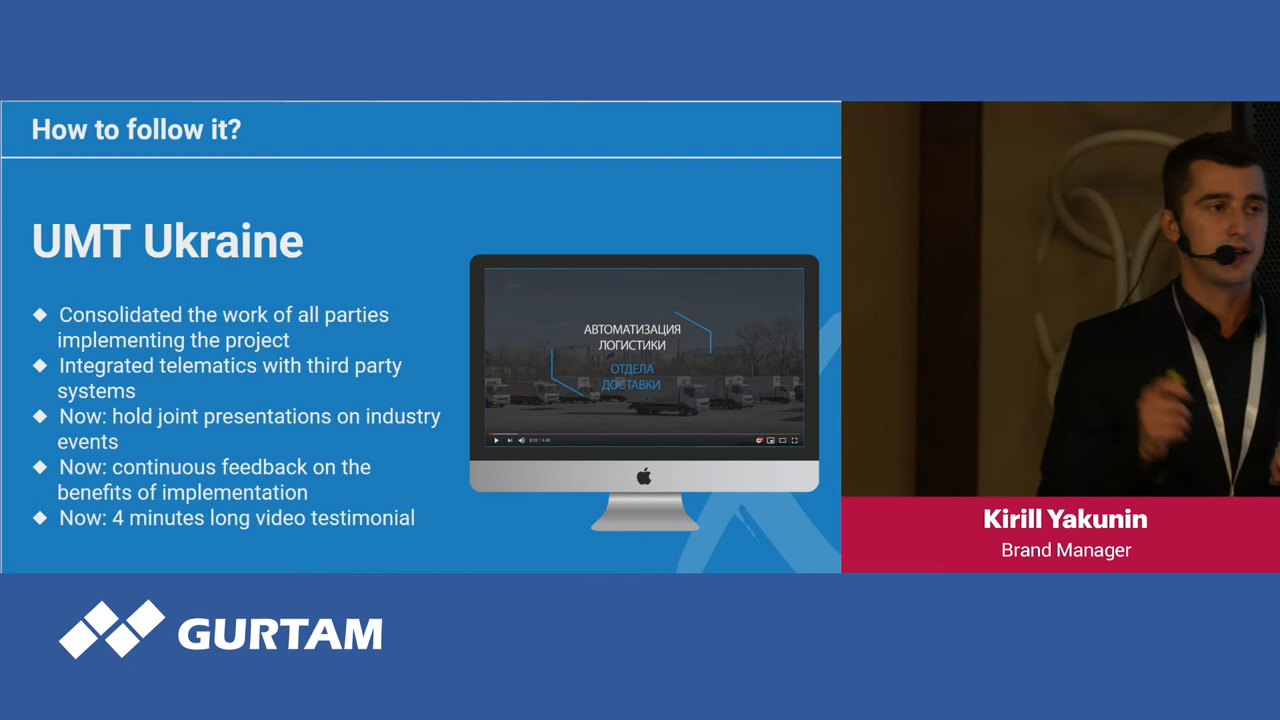 How to follow it?
UMT Ukraine
◆ Consolidated the work of all parties
implementing the project
◆ Integrated telematics with third party
systems
◆ Now: hold joint presentations on industry
events
◆ Now: continuous feedback on the
benefits of implementation
◆ Now: 4 minutes long video testimonial
АВТОМАТИЗАЦИЯ
ЛОГИСТИКИ
ОТДЕЛА
ДОСТАВКИ
Kirill Yakunin
Brand Manager
GURTAM